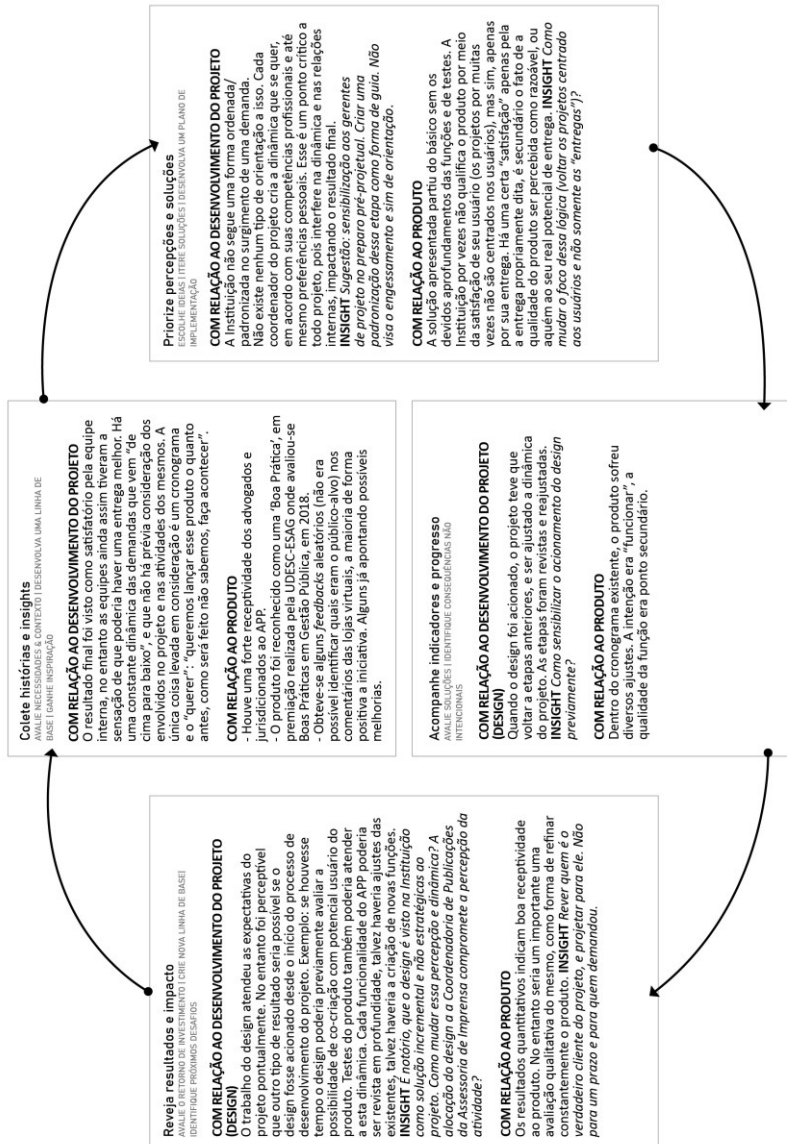 Colete histórias e insights
AVALIE NECESSIDADES & CONTEXTO | DESENVOLVA UMA LINHA DE
BASE | GANHE INSPIRAÇÃO
COM RELAÇÃO AO DESENVOLVIMENTO DO PROJETO
O resultado final foi visto como satisfatório pela equipe
interna, no entanto as equipes ainda assim tiveram a
sensação de que poderia haver uma entrega melhor. Há
uma constante dinâmica das demandas que vem “de
cima para baixo”, e que não há prévia consideração dos
envolvidos no projeto e nas atividades dos mesmos. A
única coisa levada em consideração é um cronograma
e o “querer”: “queremos lançar esse produto o quanto
antes, como será feito não sabemos, faça acontecer”.
COM RELAÇÃO AO PRODUTO
- Houve uma forte receptividade dos advogados e
jurisdicionados ao APP.
- O produto foi reconhecido como uma ‘Boa Prática’, em
premiação realizada pela UDESC-ESAG onde avaliou-se
Boas Práticas em Gestão Pública, em 2018.
- Obteve-se alguns feedbacks aleatórios (não era
possível identificar quais eram o público-alvo) nos
comentários das lojas virtuais, a maioria de forma
positiva a iniciativa. Alguns já apontando possíveis
melhorias.
Priorize percepções e soluções
ESCOLHE IDEIAS | ITERE SOLUÇÕES | DESENVOLVA UM PLANO DE
IMPLEMENTAÇÃO
COM RELAÇÃO AO DESENVOLVIMENTO DO PROJETO
A Instituição não segue uma forma ordenada/
padronizada no surgimento de uma demanda.
Não existe nenhum tipo de orientação a isso. Cada
coordenador do projeto cria a dinâmica que se quer,
em acordo com suas competências profissionais e até
mesmo preferências pessoais. Esse é um ponto crítico a
todo projeto, pois interfere na dinâmica e nas relações
internas, impactando o resultado final.
INSIGHT Sugestão: sensibilização aos gerentes
de projeto no preparo pré-projetual. Criar uma
padronização dessa etapa como forma de guia. Não
visa o engessamento e sim de orientação.
COM RELAÇÃO AO PRODUTO
A solução apresentada partiu do básico sem os
devidos aprofundamentos das funções e de testes. A
Instituição por vezes não qualifica o produto por meio
da satisfação de seu usuário (os projetos por muitas
vezes não são centrados nos usuários), mas sim, apenas
por sua entrega. Há uma certa “satisfação” apenas pela
a entrega propriamente dita, é secundário o fato de a
qualidade do produto ser percebida como razoável, ou
aquém ao seu real potencial de entrega. INSIGHT Como
mudar o foco dessa lógica (voltar os projetos centrado
aos usuários e não somente as “entregas”)?
Acompanhe indicadores e progresso
AVALIE SOLUÇÕES | IDENTIFIQUE CONSEQUÊNCIAS NÃO
INTENCIONAIS
COM RELAÇÃO AO DESENVOLVIMENTO DO PROJETO
(DESIGN)
Quando o design foi acionado, o projeto teve que
voltar a etapas anteriores, e ser ajustado a dinâmica
do projeto. As etapas foram revistas e reajustadas.
INSIGHT Como sensibilizar o acionamento do design
previamente?
COM RELAÇÃO AO PRODUTO
Dentro do cronograma existente, o produto sofreu
diversos ajustes. A intenção era “funcionar”, a
qualidade da função era ponto secundário.
Reveja resultados e impacto
AVALIE O RETORNO DE INVESTIMENTO | CRIE NOVA LINHA DE BASE|
IDENTIFIQUE PRÓXIMOS DESAFIOS
COM RELAÇÃO AO DESENVOLVIMENTO DO PROJETO
(DESIGN)
O trabalho do design atendeu as expectativas do
projeto pontualmente. No entanto foi perceptível
que outro tipo de resultado seria possível se o
design fosse acionado desde o início do processo de
desenvolvimento do projeto. Exemplo: se houvesse
tempo o design poderia previamente avaliar a
possibilidade de co-criação com potencial usuário do
produto. Testes do produto também poderia atender
a esta dinâmica. Cada funcionalidade do APP poderia
ser revista em profundidade, talvez haveria ajustes das
existentes, talvez haveria a criação de novas funções.
INSIGHT É notório, que o design é visto na Instituição
como solução incremental e não estratégicas ao
projeto. Como mudar essa percepção e dinâmica? A
alocação do design a a Coordenadoria de Publicações
da Assessoria de Imprensa compromete a percepção da
atividade?
COM RELAÇÃO AO PRODUTO
Os resultados quantitativos indicam boa receptividade
ao produto. No entanto seria um importante uma
avaliação qualitativa do mesmo, como forma de refinar
constantemente o produto. INSIGHT Rever quem é o
verdadeiro cliente do projeto, e projetar para ele. Não
para um prazo e para quem demandou.